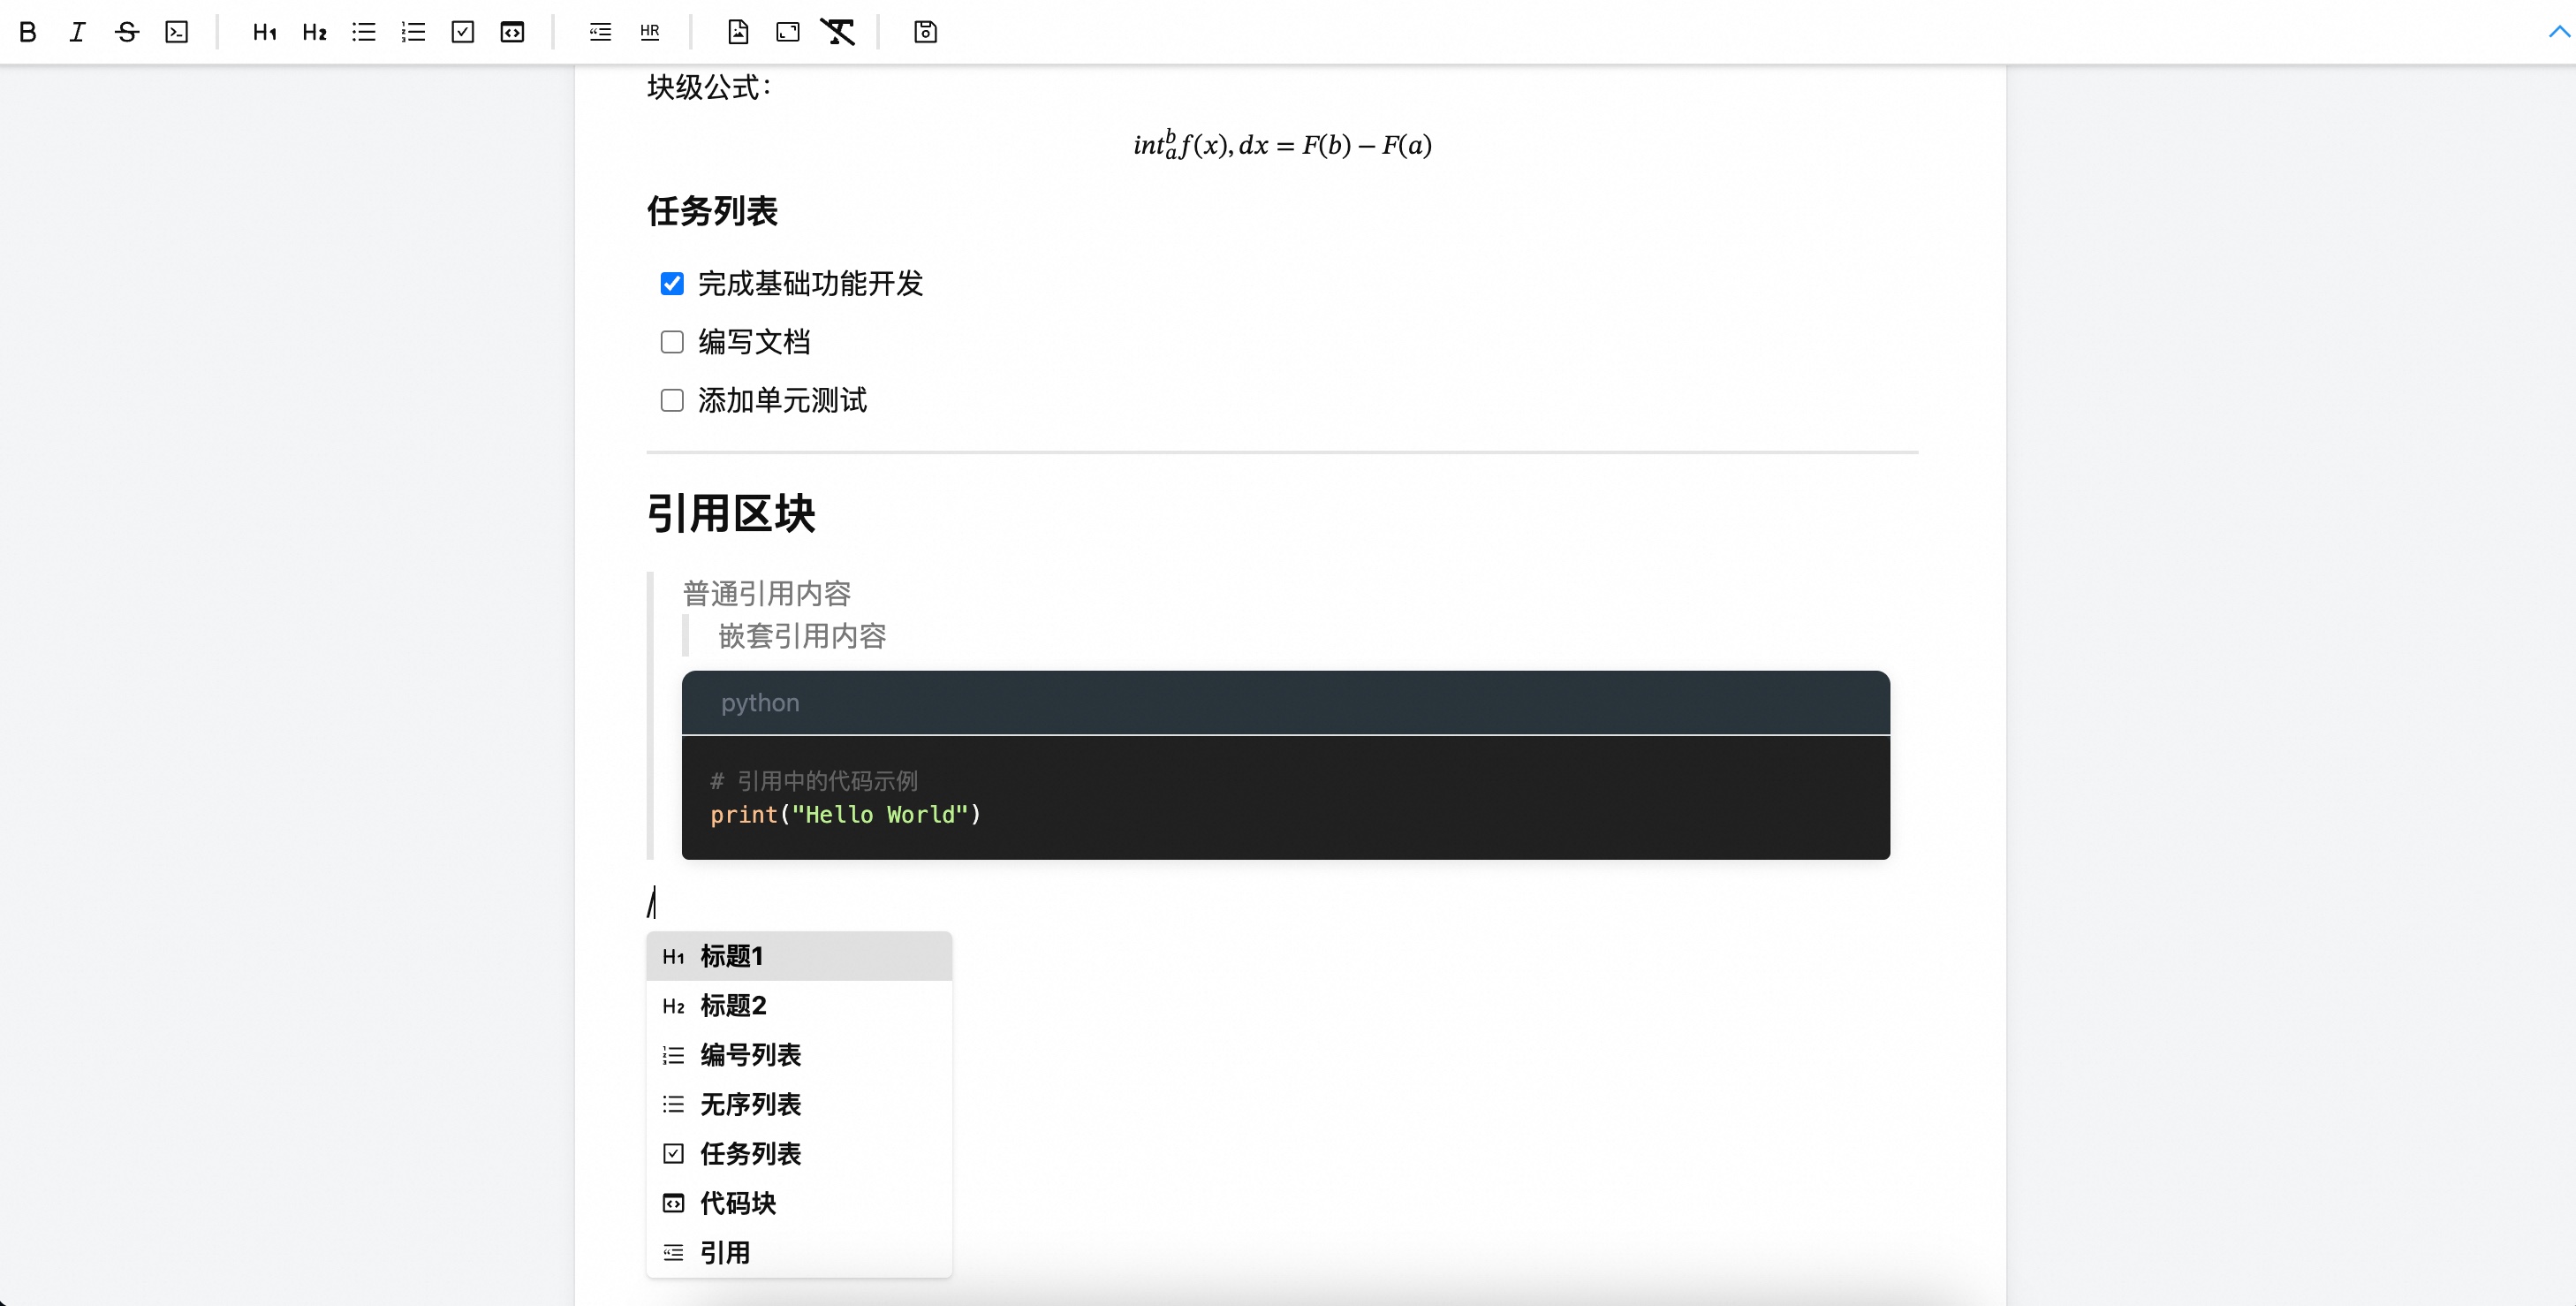 B I S H1 H2 HR
块级公式：
int_a^b f(x), dx = F(b) − F(a)
任务列表
完成基础功能开发
编写文档
添加单元测试
引用区块
普通引用内容
嵌套引用内容
python
# 引用中的代码示例
print("Hello World")
/
H1 标题1
H2 标题2
编号列表
无序列表
任务列表
代码块
引用